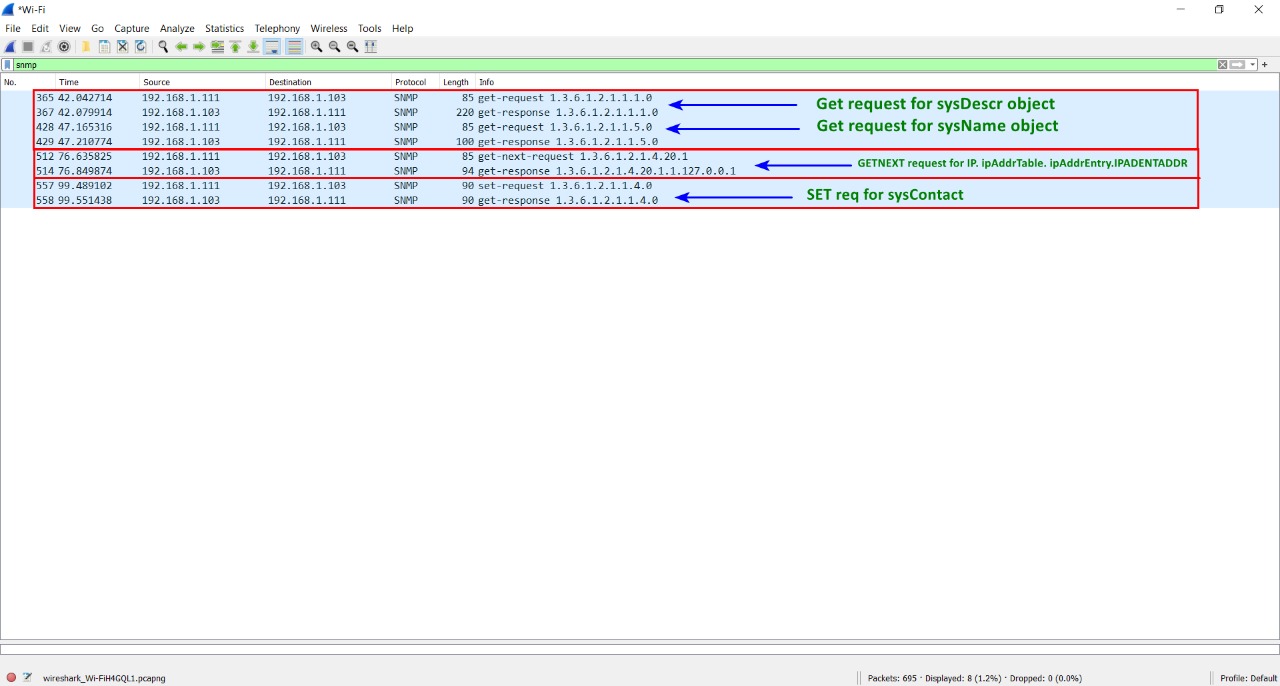 *Wi-Fi
File Edit View Go Capture Analyze Statistics Telephony Wireless Tools Help
snmp
No. Time Source Destination Protocol Length Info
365 42.042714 192.168.1.111 192.168.1.103 SNMP 85 get-request 1.3.6.1.2.1.1.1.0
Get request for sysDescr object
367 42.079914 192.168.1.103 192.168.1.111 SNMP 220 get-response 1.3.6.1.2.1.1.1.0
428 47.165316 192.168.1.111 192.168.1.103 SNMP 85 get-request 1.3.6.1.2.1.1.5.0
Get request for sysName object
429 47.210774 192.168.1.103 192.168.1.111 SNMP 100 get-response 1.3.6.1.2.1.1.5.0
512 76.635825 192.168.1.111 192.168.1.103 SNMP 85 get-next-request 1.3.6.1.2.1.4.20.1
GETNEXT request for IP. ipAddrTable. ipAddrEntry.IPADENTADDR
514 76.849874 192.168.1.103 192.168.1.111 SNMP 94 get-response 1.3.6.1.2.1.4.20.1.1.127.0.0.1
557 99.489102 192.168.1.111 192.168.1.103 SNMP 90 set-request 1.3.6.1.2.1.1.4.0
SET req for sysContact
558 99.551438 192.168.1.103 192.168.1.111 SNMP 90 get-response 1.3.6.1.2.1.1.4.0
wireshark_Wi-FiH4GQL1.pcapng
Packets: 695 · Displayed: 8 (1.2%) · Dropped: 0 (0.0%)
Profile: Default